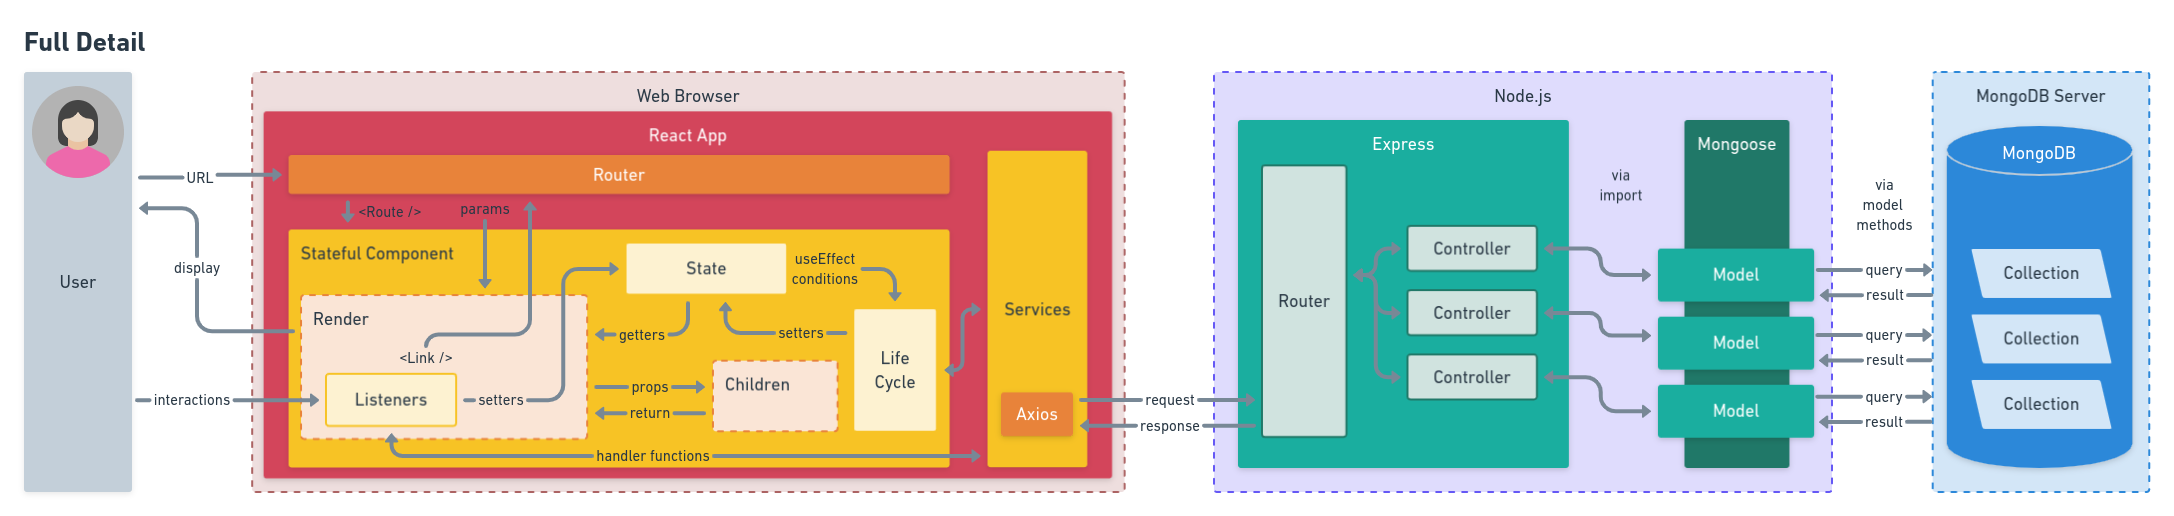 Full Detail
User
URL
display
interactions
Web Browser
React App
Router
<Route />
params
Stateful Component
Render
<Link />
Listeners
setters
State
useEffect
conditions
getters
setters
props
return
Children
Life
Cycle
handler functions
Services
Axios
request
response
Node.js
Express
Router
Controller
Controller
Controller
via
import
Mongoose
Model
Model
Model
via
model
methods
query
result
query
result
query
result
MongoDB Server
MongoDB
Collection
Collection
Collection